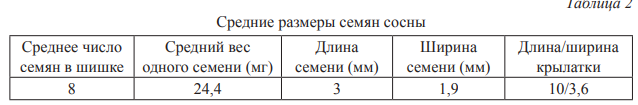 Таблица 2
Средние размеры семян сосны
Среднее число семян в шишке | Средний вес одного семени (мг) | Длина семени (мм) | Ширина семени (мм) | Длина/ширина крылатки
8 | 24,4 | 3 | 1,9 | 10/3,6